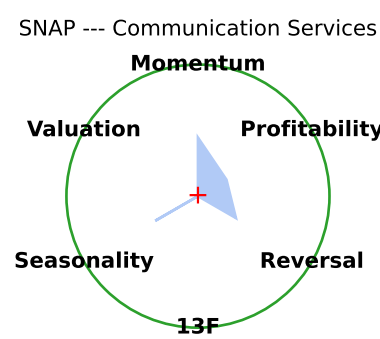 SNAP --- Communication Services
Momentum
Valuation
Profitability
Seasonality
Reversal
13F